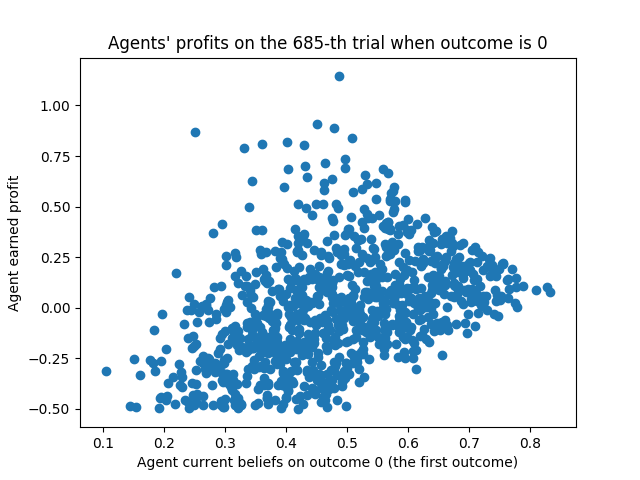 Agents' profits on the 685-th trial when outcome is 0
Agent earned profit
1.00
0.75
0.50
0.25
0.00
−0.25
−0.50
0.1 0.2 0.3 0.4 0.5 0.6 0.7 0.8
Agent current beliefs on outcome 0 (the first outcome)